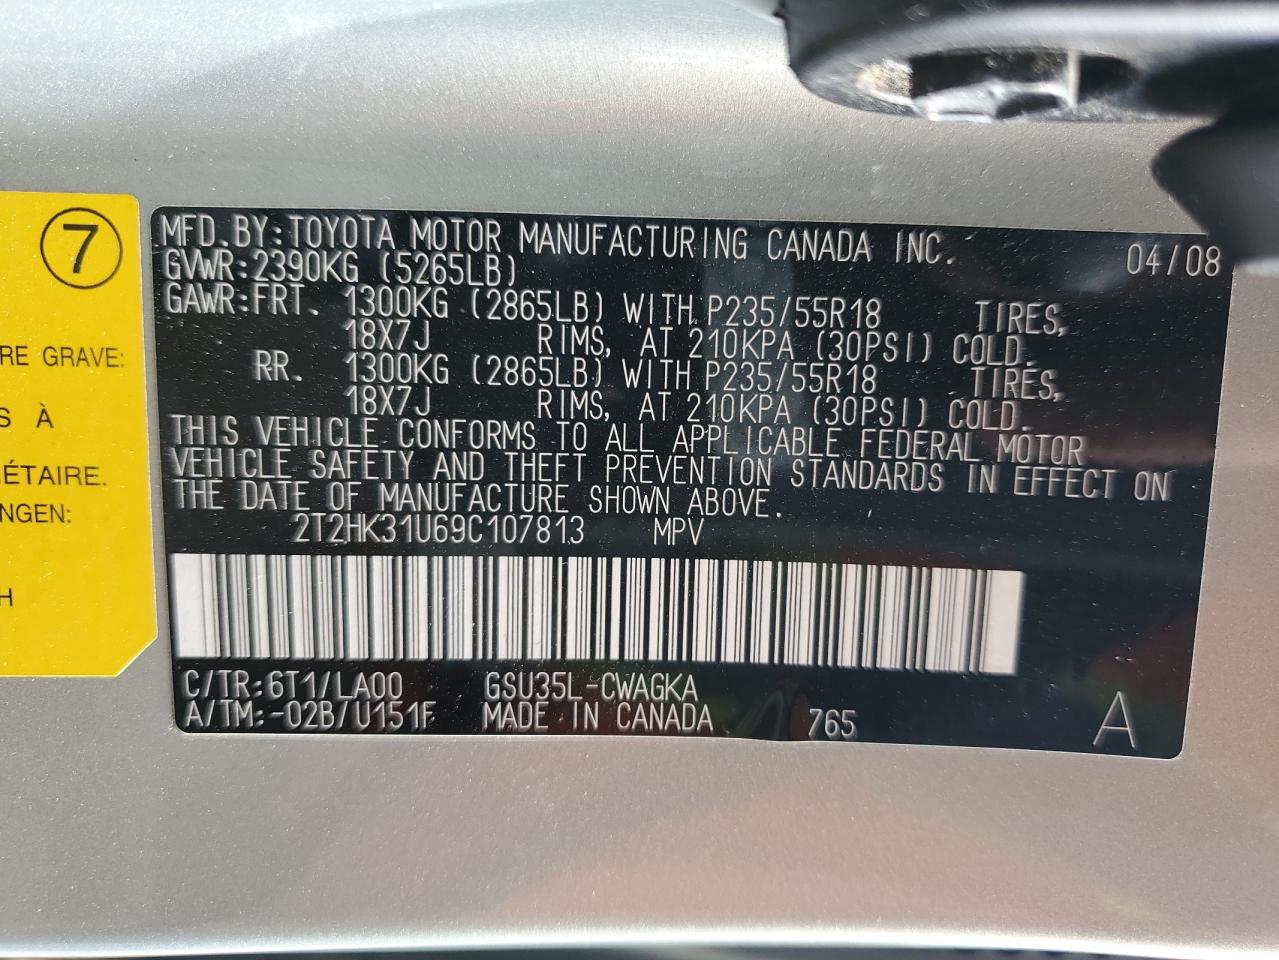 7
RE GRAVE:
S À
ÉTAIRE.
NGEN:
H
MFD. BY: TOYOTA MOTOR MANUFACTURING CANADA INC. 04/08
GVWR: 2390KG (5265LB)
GAWR: FRT. 1300KG (2865LB) WITH P235/55R18 TIRES,
18X7J RIMS, AT 210KPA (30PSI) COLD.
RR. 1300KG (2865LB) WITH P235/55R18 TIRES,
18X7J RIMS, AT 210KPA (30PSI) COLD.
THIS VEHICLE CONFORMS TO ALL APPLICABLE FEDERAL MOTOR
VEHICLE SAFETY AND THEFT PREVENTION STANDARDS IN EFFECT ON
THE DATE OF MANUFACTURE SHOWN ABOVE.
2T2HK31U69C107813 MPV
C/TR: 6T1/LA00 GSU35L-CWAGKA
A/TM: -02B/U151F MADE IN CANADA 765 A